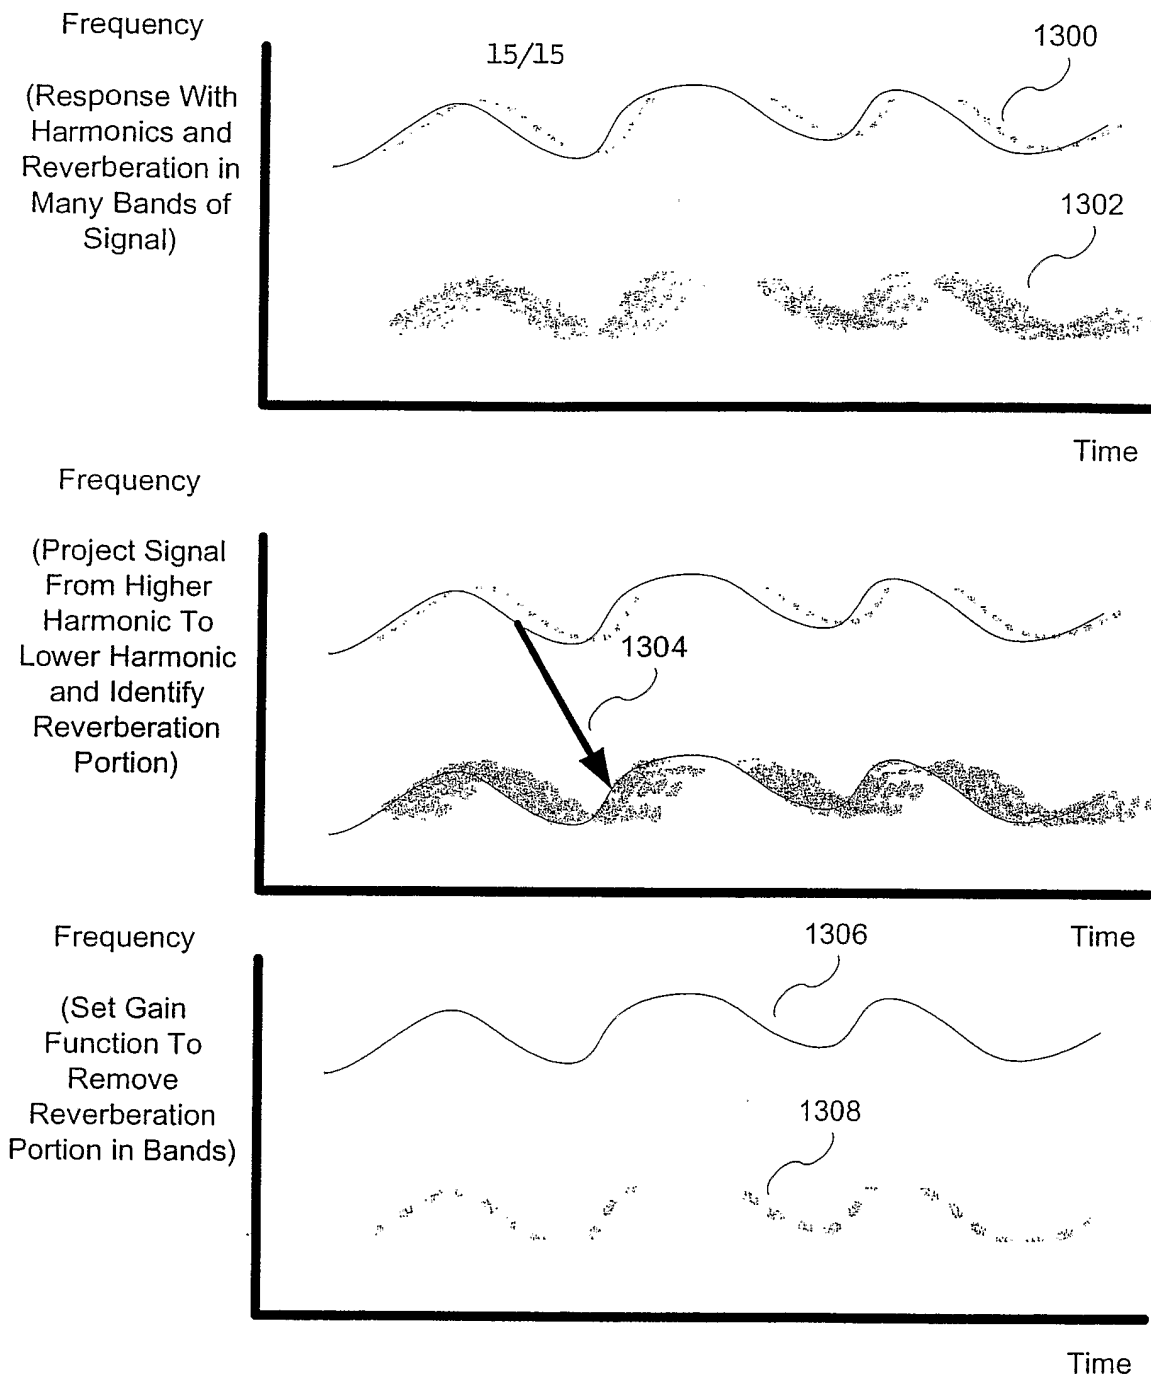 Frequency
15/15
1300
(Response With
Harmonics and
Reverberation in
Many Bands of
Signal)
1302
Time
Frequency
(Project Signal
From Higher
Harmonic To
Lower Harmonic
and Identify
Reverberation
Portion)
1304
Time
Frequency
1306
(Set Gain
Function To
Remove
Reverberation
Portion in Bands)
1308
Time